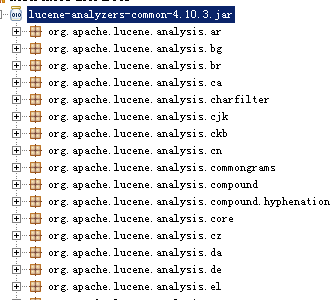 lucene-analyzers-common-4.10.3.jar
org.apache.lucene.analysis.ar
org.apache.lucene.analysis.bg
org.apache.lucene.analysis.br
org.apache.lucene.analysis.ca
org.apache.lucene.analysis.charfilter
org.apache.lucene.analysis.cjk
org.apache.lucene.analysis.ckb
org.apache.lucene.analysis.cn
org.apache.lucene.analysis.commongrams
org.apache.lucene.analysis.compound
org.apache.lucene.analysis.compound.hyphenation
org.apache.lucene.analysis.core
org.apache.lucene.analysis.cz
org.apache.lucene.analysis.da
org.apache.lucene.analysis.de
org.apache.lucene.analysis.el